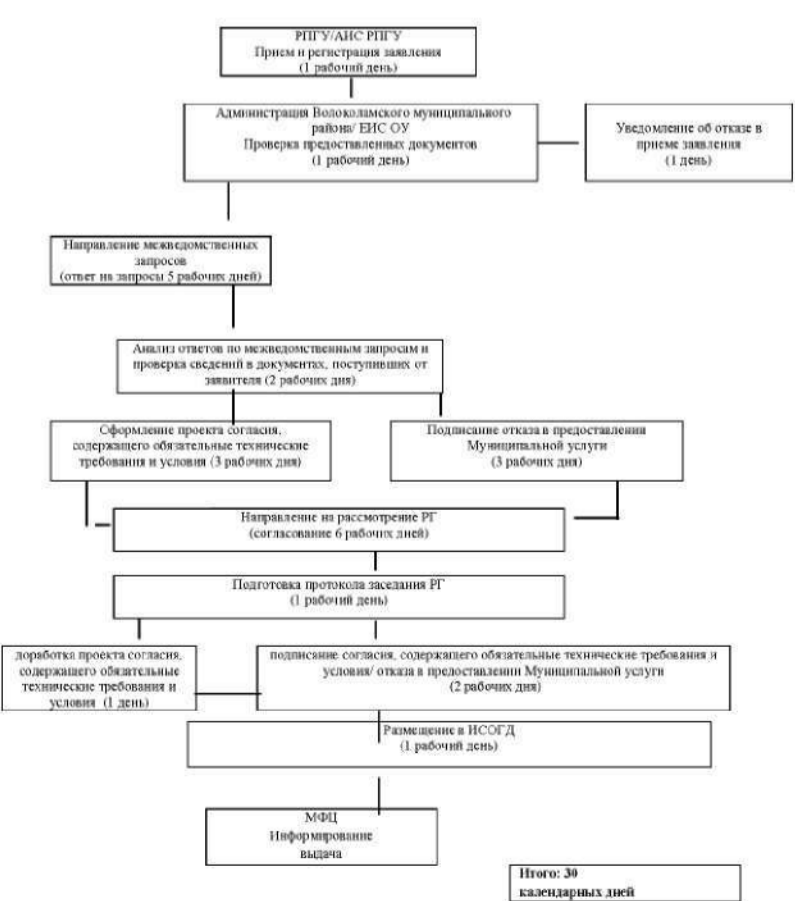 РПГУ/АИС РПГУ
Прием и регистрация заявления
(1 рабочий день)
Администрация Волоколамского муниципального
района/ ЕИС ОУ
Проверка предоставленных документов
(1 рабочий день)
Уведомление об отказе в
приеме заявления
(1 день)
Направление межведомственных
запросов
(ответ на запросы 5 рабочих дней)
Анализ ответов по межведомственным запросам и
проверка сведений в документах, поступивших от
заявителя (2 рабочих дня)
Оформление проекта согласия,
содержащего обязательные технические
требования и условия (3 рабочих дня)
Подписание отказа в предоставлении
Муниципальной услуги
(3 рабочих дня)
Направление на рассмотрение РГ
(согласование 6 рабочих дней)
Подготовка протокола заседания РГ
(1 рабочий день)
доработка проекта согласия,
содержащего обязательные
технические требования и
условия (1 день)
подписание согласия, содержащего обязательные технические требования и
условия/ отказа в предоставлении Муниципальной услуги
(2 рабочих дня)
Размещение в ИСОГД
(1 рабочий день)
МФЦ
Информирование
выдача
Итого: 30
календарных дней